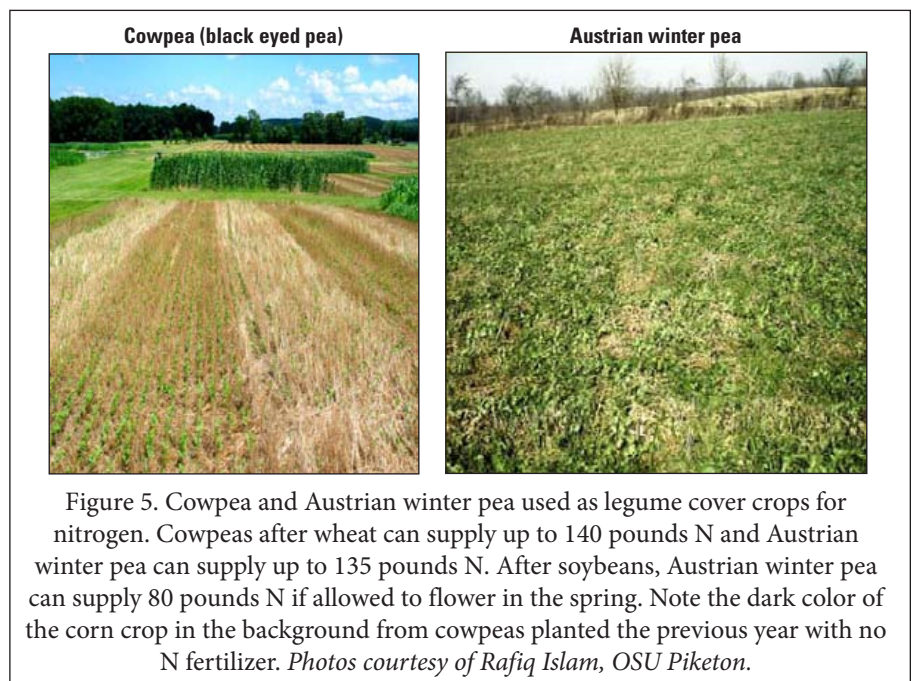 Cowpea (black eyed pea)
Austrian winter pea
Figure 5. Cowpea and Austrian winter pea used as legume cover crops for
nitrogen. Cowpeas after wheat can supply up to 140 pounds N and Austrian
winter pea can supply up to 135 pounds N. After soybeans, Austrian winter pea
can supply 80 pounds N if allowed to flower in the spring. Note the dark color of
the corn crop in the background from cowpeas planted the previous year with no
N fertilizer. Photos courtesy of Rafiq Islam, OSU Piketon.